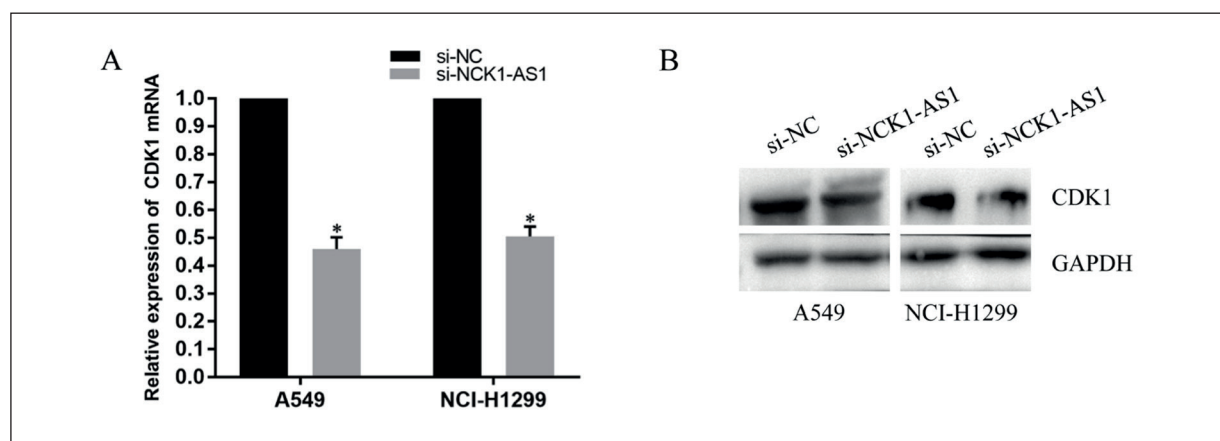 A
si-NC
si-NCK1-AS1
Relative expression of CDK1 mRNA
1.0
0.9
0.8
0.7
0.6
0.5
0.4
0.3
0.2
0.1
0.0
*
*
A549
NCI-H1299
B
si-NC
si-NCK1-AS1
si-NC
si-NCK1-AS1
CDK1
GAPDH
A549
NCI-H1299